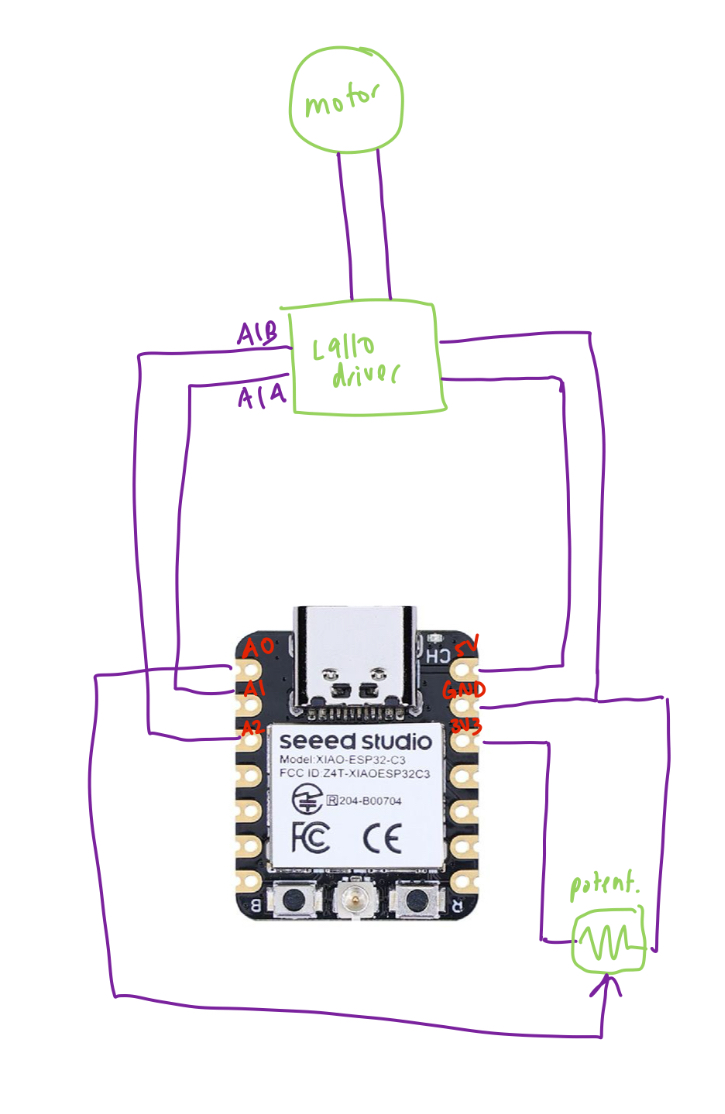 motor
A1B
L9110
driver
A1A
A0
CH
5V
A1
GND
A2
3V3
seeed studio
Model:XIAO-ESP32-C3
FCC ID:Z4T-XIAOESP32C3
R 204-B00704
FC CE
B
R
potent.